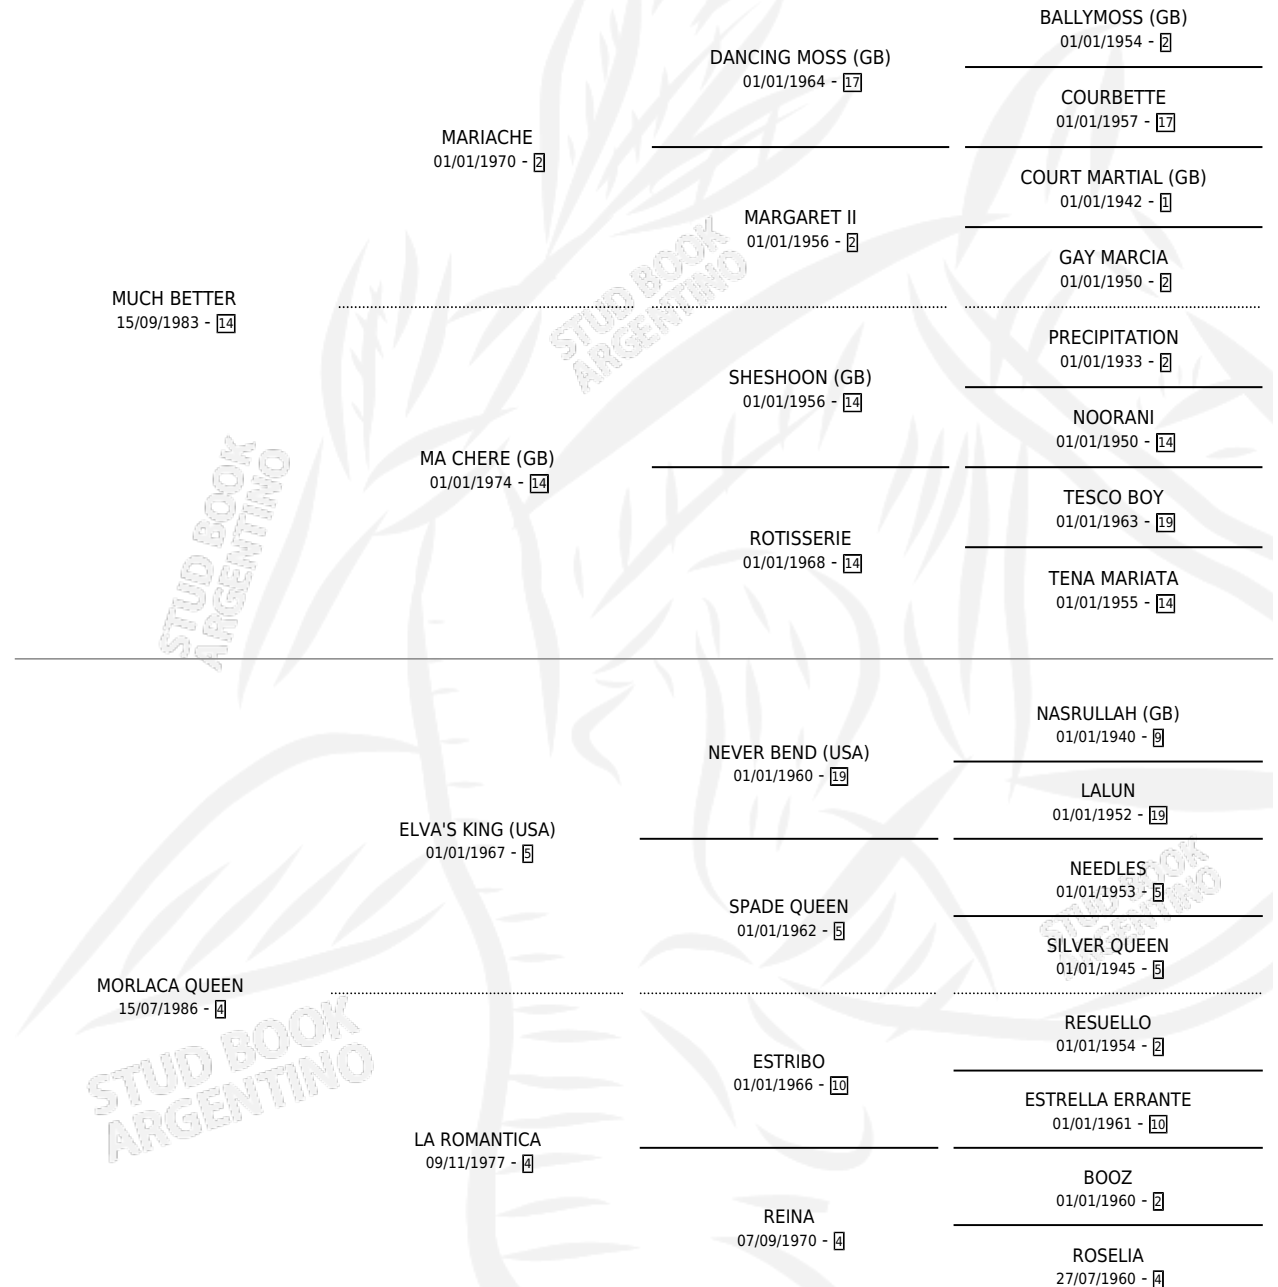 BALLYMOSS (GB)
01/01/1954 - 2
DANCING MOSS (GB)
01/01/1964 - 17
COURBETTE
01/01/1957 - 17
MARIACHE
01/01/1970 - 2
COURT MARTIAL (GB)
01/01/1942 - 1
MARGARET II
01/01/1956 - 2
GAY MARCIA
01/01/1950 - 2
MUCH BETTER
15/09/1983 - 14
PRECIPITATION
01/01/1933 - 2
SHESHOON (GB)
01/01/1956 - 14
NOORANI
01/01/1950 - 14
MA CHERE (GB)
01/01/1974 - 14
TESCO BOY
01/01/1963 - 19
ROTISSERIE
01/01/1968 - 14
TENA MARIATA
01/01/1955 - 14
NASRULLAH (GB)
01/01/1940 - 9
NEVER BEND (USA)
01/01/1960 - 19
LALUN
01/01/1952 - 19
ELVA'S KING (USA)
01/01/1967 - 5
NEEDLES
01/01/1953 - 5
SPADE QUEEN
01/01/1962 - 5
SILVER QUEEN
01/01/1945 - 5
MORLACA QUEEN
15/07/1986 - 4
RESUELLO
01/01/1954 - 2
ESTRIBO
01/01/1966 - 10
ESTRELLA ERRANTE
01/01/1961 - 10
LA ROMANTICA
09/11/1977 - 4
BOOZ
01/01/1960 - 2
REINA
07/09/1970 - 4
ROSELIA
27/07/1960 - 4
STUD BOOK
ARGENTINO
STUD BOOK
ARGENTINO
STUD BOOK
ARGENTINO
STUD BOOK
ARGENTINO